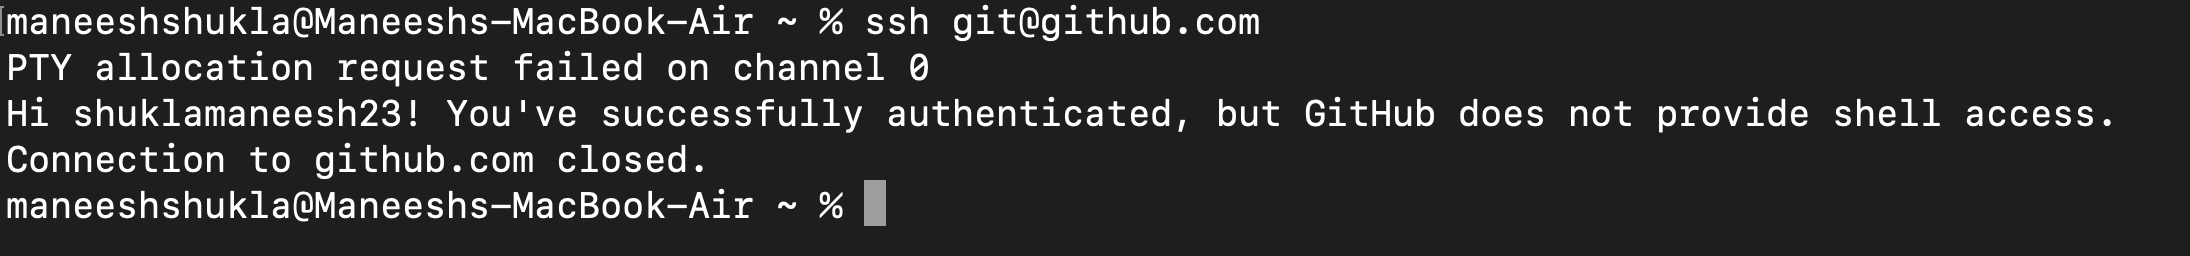 maneeshshukla@Maneeshs-MacBook-Air ~ % ssh git@github.com
PTY allocation request failed on channel 0
Hi shuklamaneesh23! You've successfully authenticated, but GitHub does not provide shell access.
Connection to github.com closed.
maneeshshukla@Maneeshs-MacBook-Air ~ %